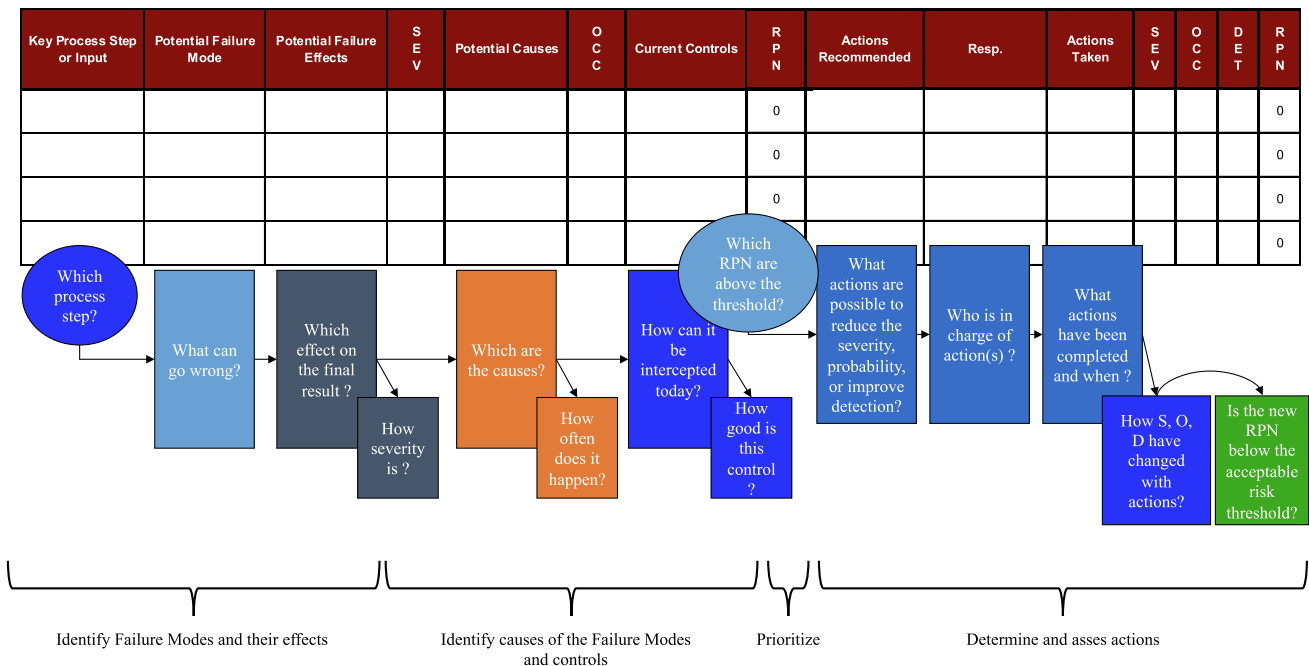 Key Process Step
or Input
Potential Failure
Mode
Potential Failure
Effects
S
E
V
Potential Causes
O
C
C
Current Controls
R
P
N
Actions
Recommended
Resp.
Actions
Taken
S
E
V
O
C
C
D
E
T
R
P
N
0
0
0
0
0
0
0
Which
process
step?
What can
go wrong?
Which
effect on
the final
result ?
How
severity
is ?
Which are
the causes?
How
often
does it
happen?
How can it
be
intercepted
today?
How
good is
this
control
?
Which
RPN are
above the
threshold?
What
actions are
possible to
reduce the
severity,
probability,
or improve
detection?
Who is in
charge of
action(s) ?
What
actions
have been
completed
and when ?
How S, O,
D have
changed
with
actions?
Is the new
RPN
below the
acceptable
risk
threshold?
Identify Failure Modes and their effects
Identify causes of the Failure Modes
and controls
Prioritize
Determine and asses actions